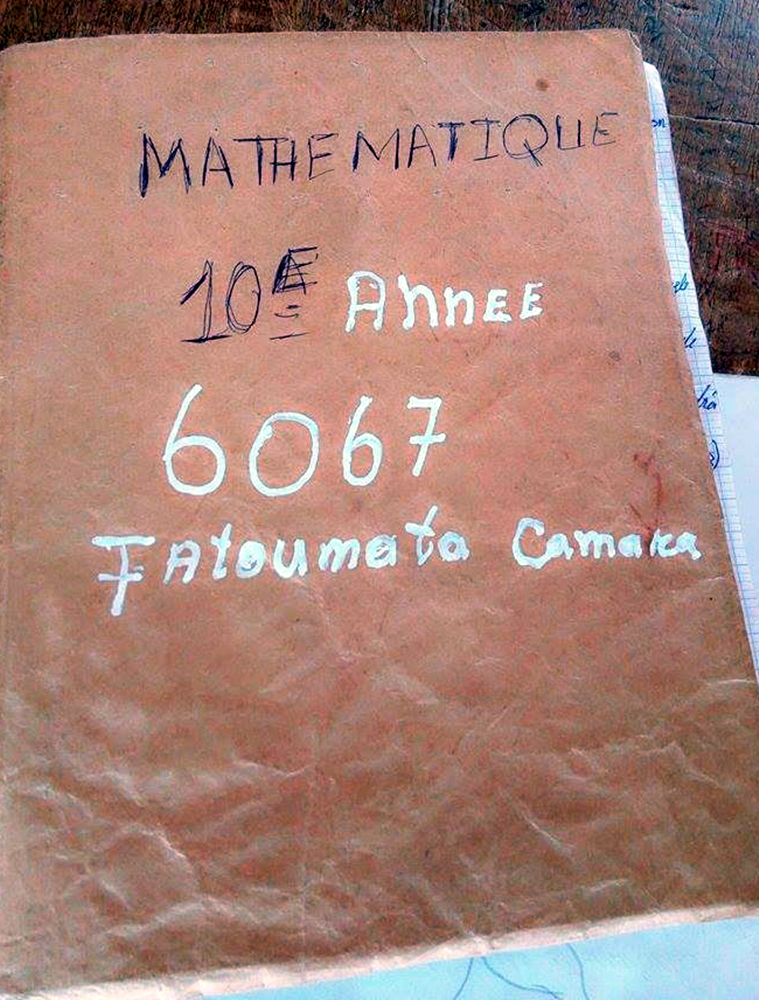 MATHEMATIQUE
10E Annee
6067
Fatoumata Camara